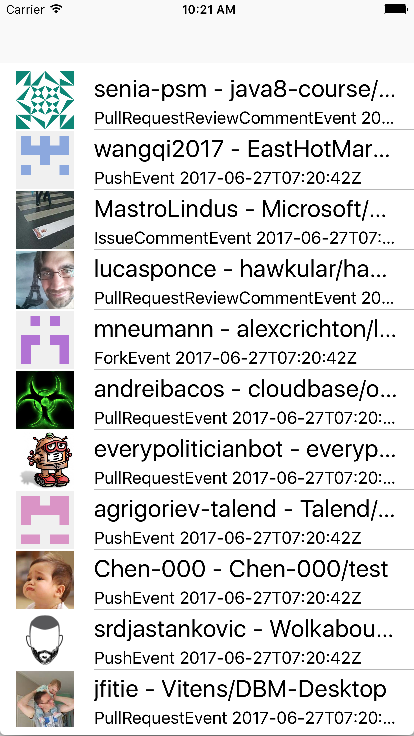 Carrier 10:21 AM
senia-psm - java8-course/...
PullRequestReviewCommentEvent 20...
wangqi2017 - EastHotMar...
PushEvent 2017-06-27T07:20:42Z
MastroLindus - Microsoft/...
IssueCommentEvent 2017-06-27T07:...
lucasponce - hawkular/ha...
PullRequestReviewCommentEvent 20...
mneumann - alexcrichton/l...
ForkEvent 2017-06-27T07:20:42Z
andreibacos - cloudbase/o...
PullRequestEvent 2017-06-27T07:20:...
everypoliticianbot - everyp...
PullRequestEvent 2017-06-27T07:20:...
agrigoriev-talend - Talend/...
PushEvent 2017-06-27T07:20:42Z
Chen-000 - Chen-000/test
PushEvent 2017-06-27T07:20:42Z
srdjastankovic - Wolkabou...
PushEvent 2017-06-27T07:20:42Z
jfitie - Vitens/DBM-Desktop
PullRequestEvent 2017-06-27T07:20:...